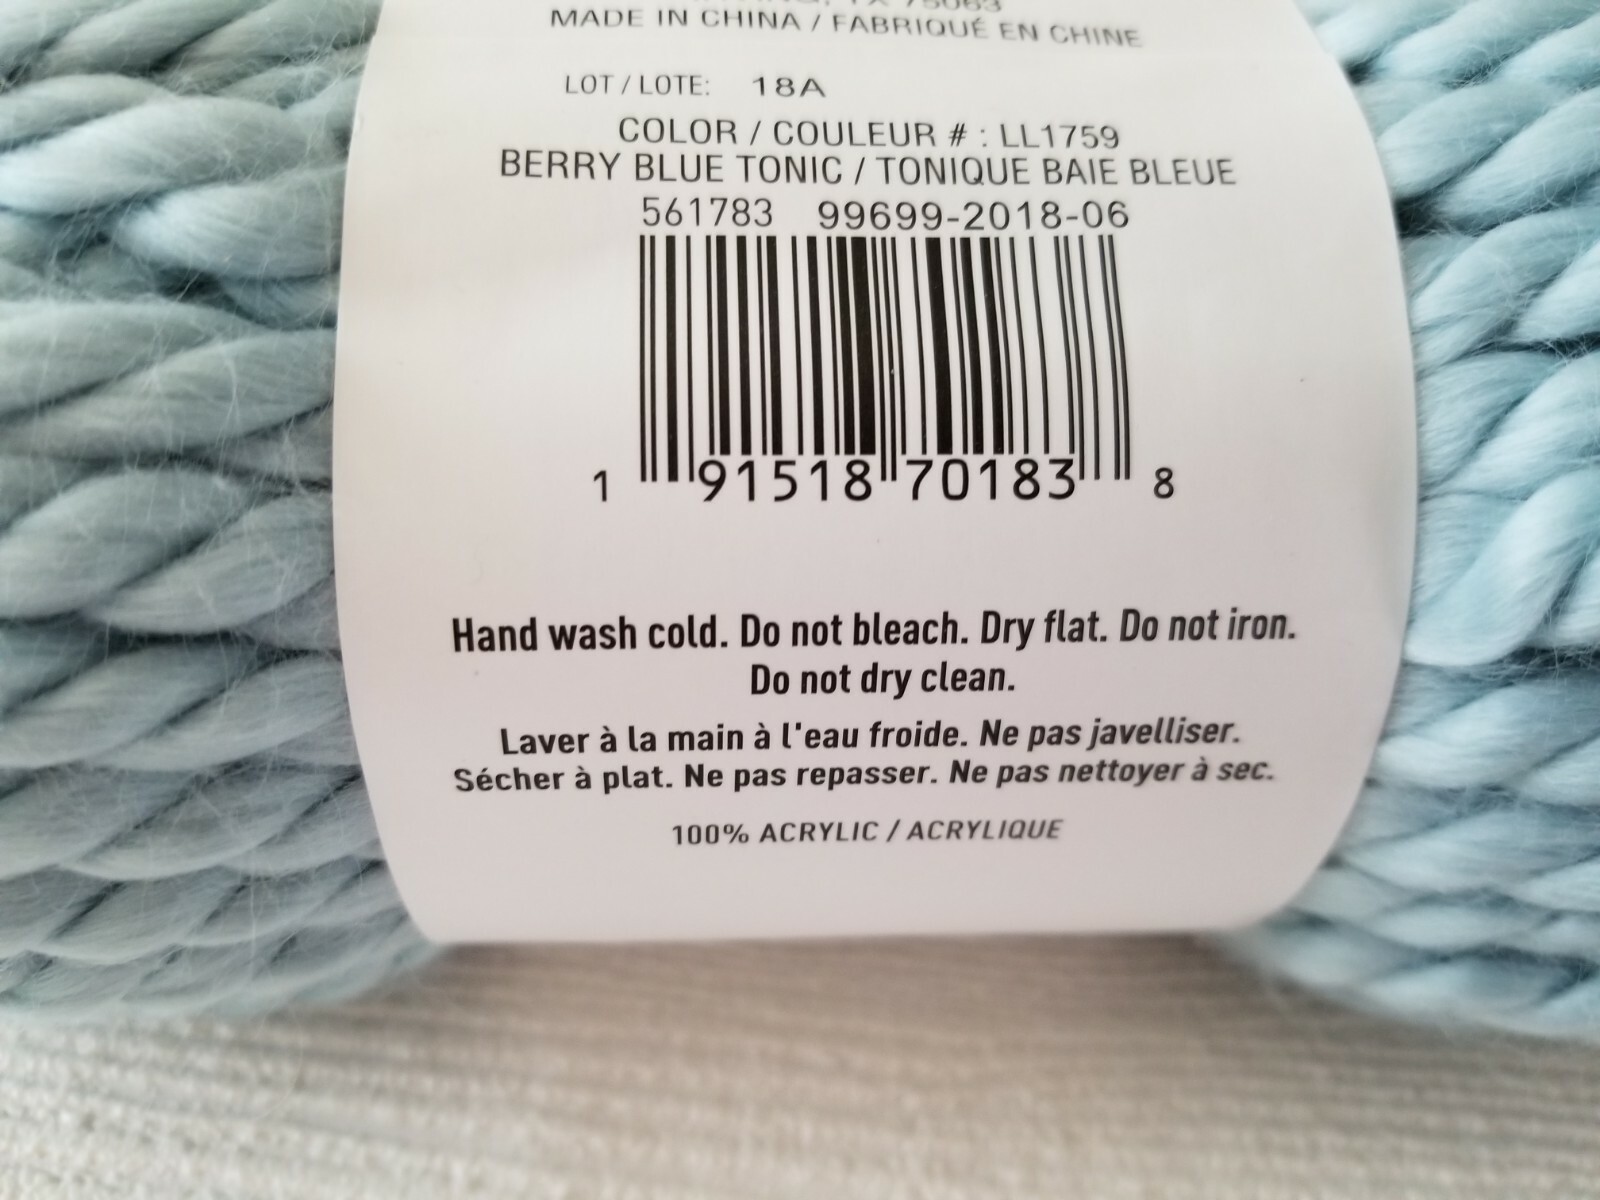 TX 75063
MADE IN CHINA / FABRIQUÉ EN CHINE
LOT / LOTE: 18A
COLOR / COULEUR # : LL1759
BERRY BLUE TONIC / TONIQUE BAIE BLEUE
561783 99699-2018-06
1 91518 70183 8
Hand wash cold. Do not bleach. Dry flat. Do not iron.
Do not dry clean.
Laver à la main à l'eau froide. Ne pas javelliser.
Sécher à plat. Ne pas repasser. Ne pas nettoyer à sec.
100% ACRYLIC / ACRYLIQUE